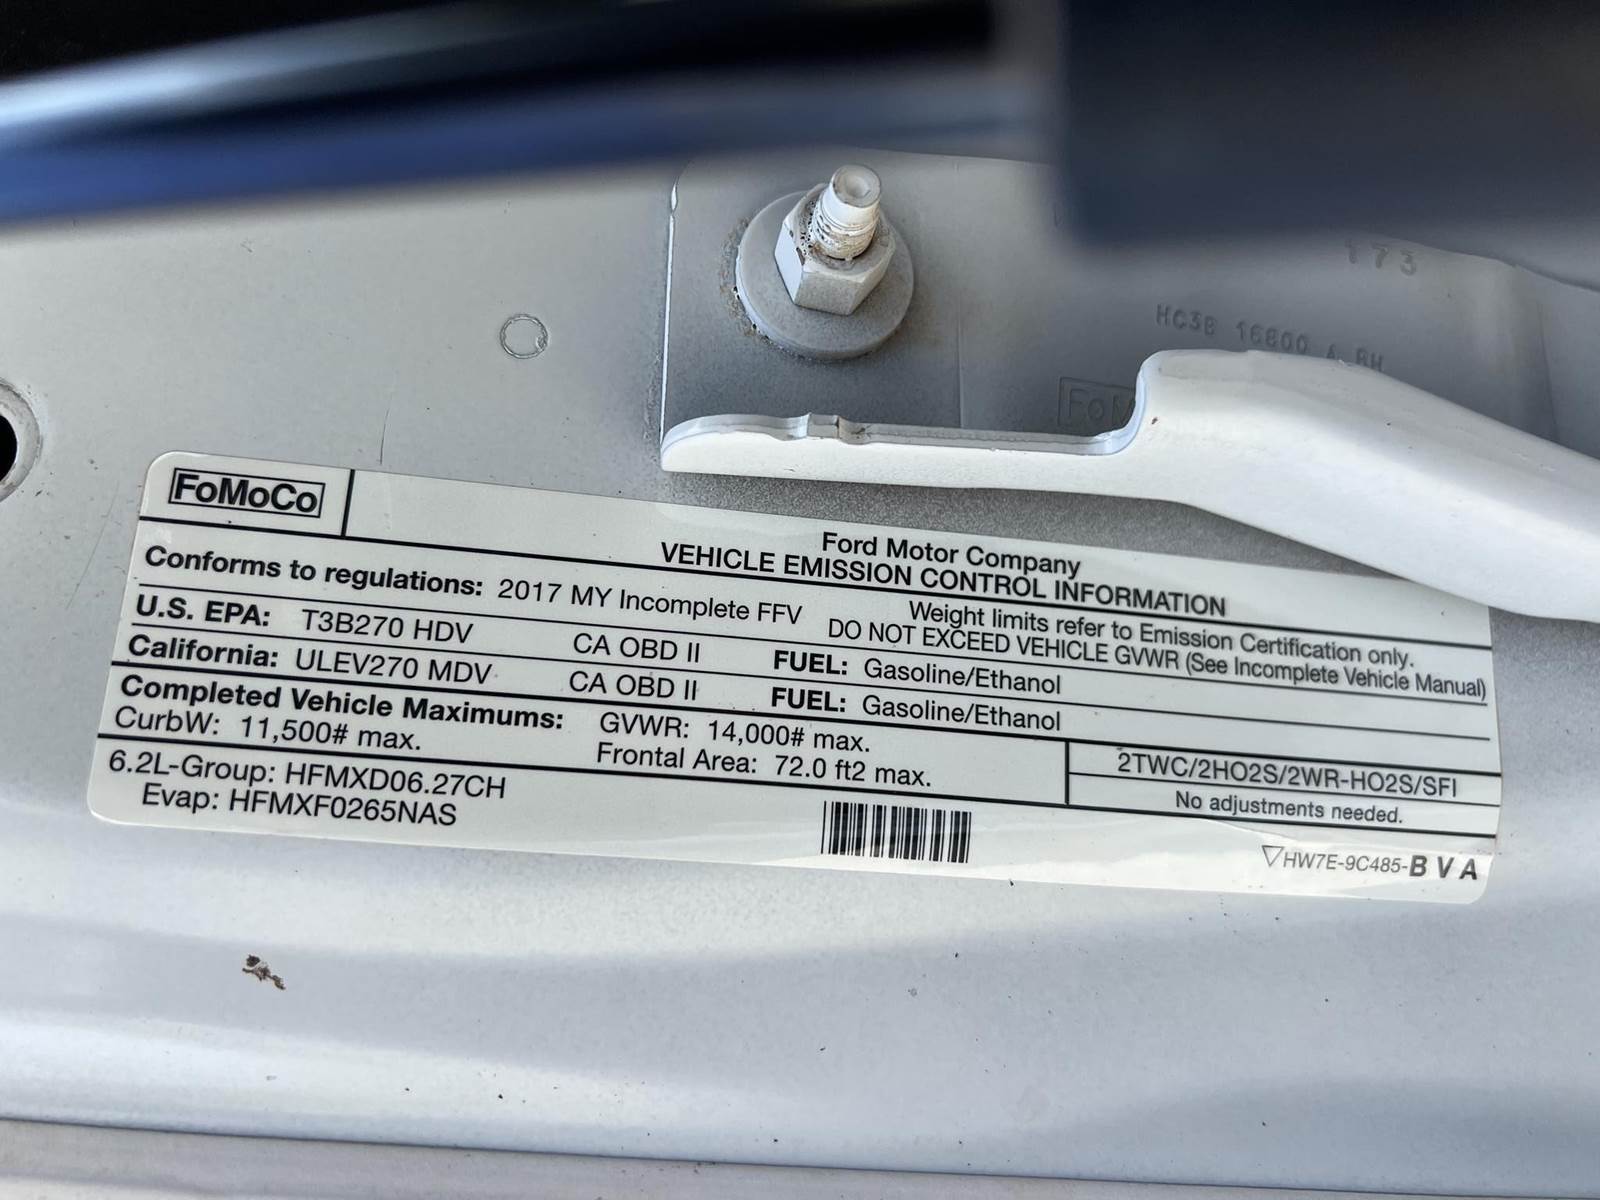 173
HC3B 16800 A RH
FoM
FoMoCo
Ford Motor Company
VEHICLE EMISSION CONTROL INFORMATION
Conforms to regulations: 2017 MY Incomplete FFV
Weight limits refer to Emission Certification only.
DO NOT EXCEED VEHICLE GVWR (See Incomplete Vehicle Manual)
U.S. EPA: T3B270 HDV CA OBD II FUEL: Gasoline/Ethanol
California: ULEV270 MDV CA OBD II FUEL: Gasoline/Ethanol
Completed Vehicle Maximums: GVWR: 14,000# max.
CurbW: 11,500# max. Frontal Area: 72.0 ft2 max.
2TWC/2HO2S/2WR-HO2S/SFI
No adjustments needed.
6.2L-Group: HFMXD06.27CH
Evap: HFMXF0265NAS
HW7E-9C485-BVA